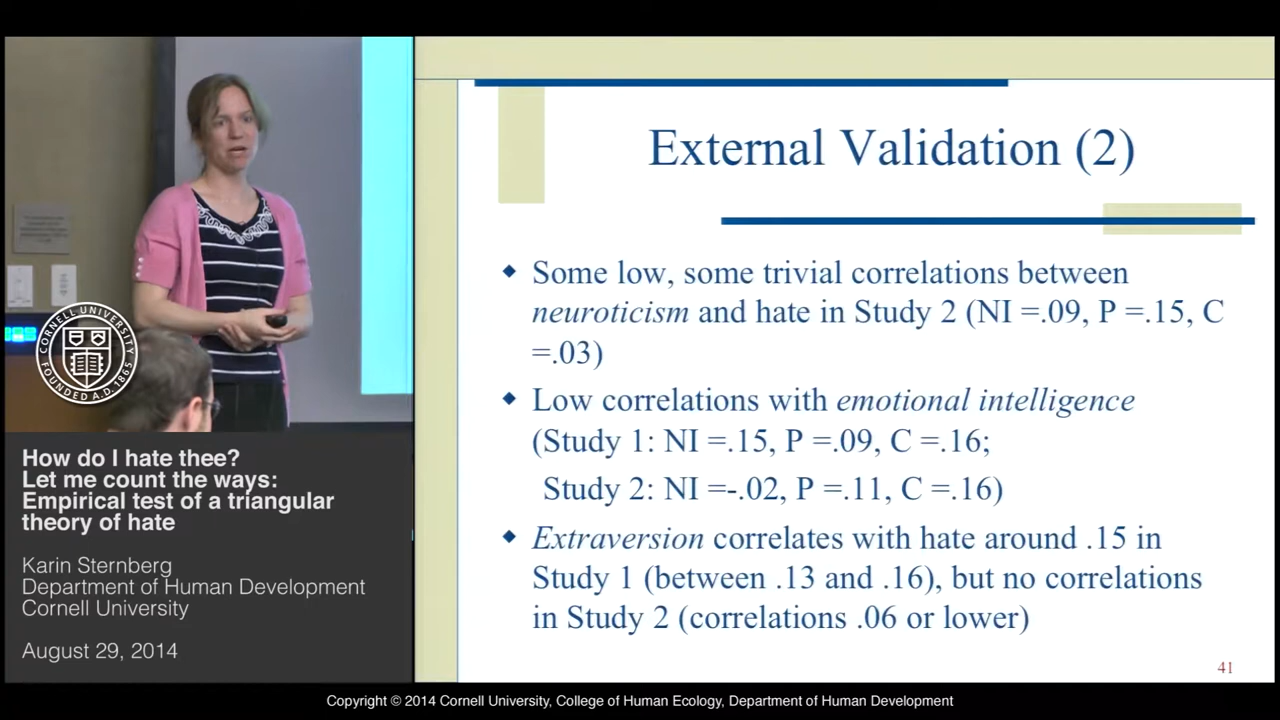 External Validation (2)
◆ Some low, some trivial correlations between
neuroticism and hate in Study 2 (NI =.09, P =.15, C
=.03)
◆ Low correlations with emotional intelligence
(Study 1: NI =.15, P =.09, C =.16;
Study 2: NI =-.02, P =.11, C =.16)
◆ Extraversion correlates with hate around .15 in
Study 1 (between .13 and .16), but no correlations
in Study 2 (correlations .06 or lower)
41
CORNELL UNIVERSITY
FOUNDED A.D. 1865
How do I hate thee?
Let me count the ways:
Empirical test of a triangular
theory of hate
Karin Sternberg
Department of Human Development
Cornell University
August 29, 2014
Copyright © 2014 Cornell University, College of Human Ecology, Department of Human Development